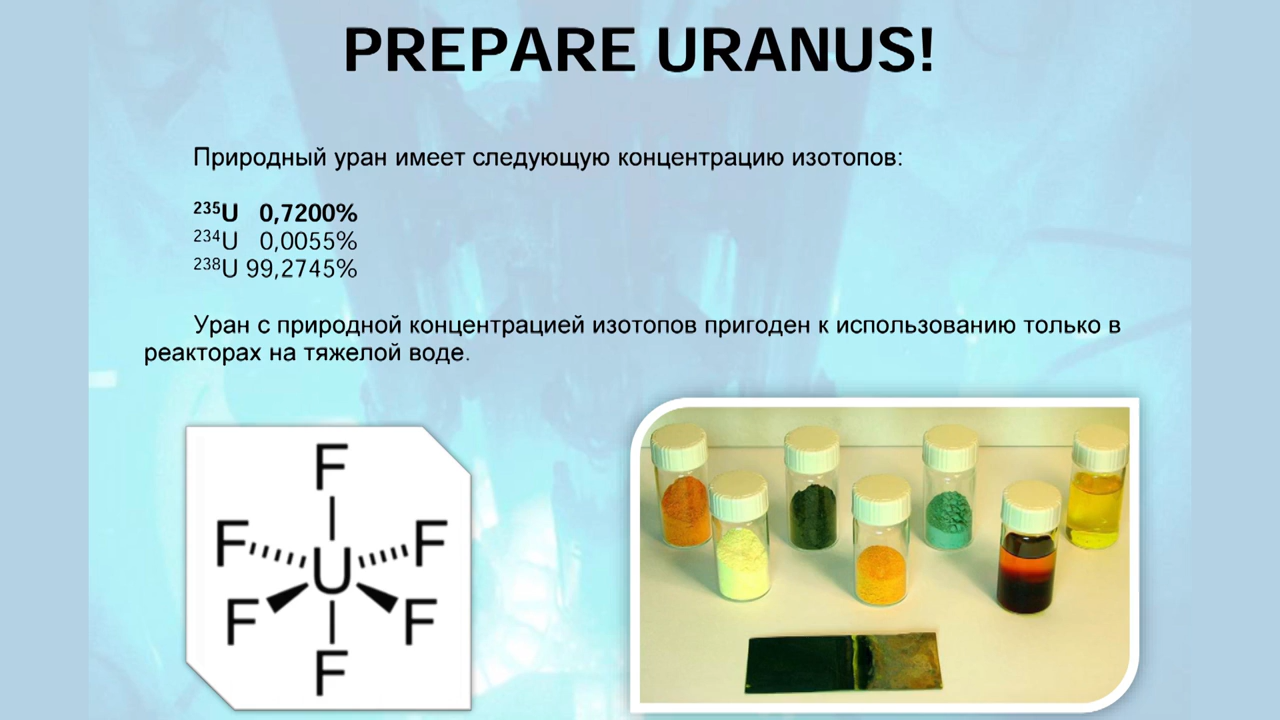 PREPARE URANUS!
Природный уран имеет следующую концентрацию изотопов:
²³⁵U 0,7200%
²³⁴U 0,0055%
²³⁸U 99,2745%
Уран с природной концентрацией изотопов пригоден к использованию только в
реакторах на тяжелой воде.
F
F F
U
F F
F